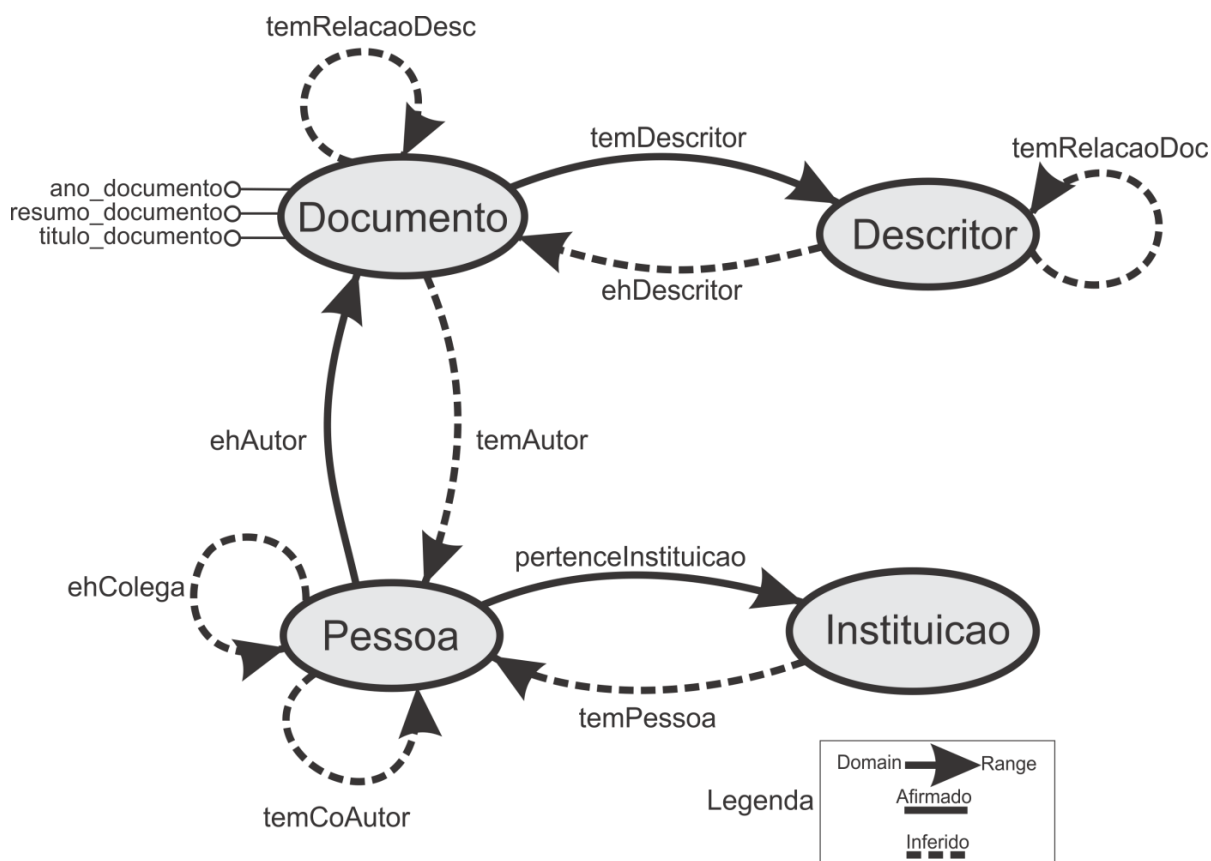 temRelacaoDesc
temDescritor
temRelacaoDoc
ano_documento
resumo_documento
titulo_documento
Documento
Descritor
ehDescritor
ehAutor
temAutor
pertenceInstituicao
ehColega
Pessoa
Instituicao
temPessoa
temCoAutor
Legenda
Domain
Range
Afirmado
Inferido